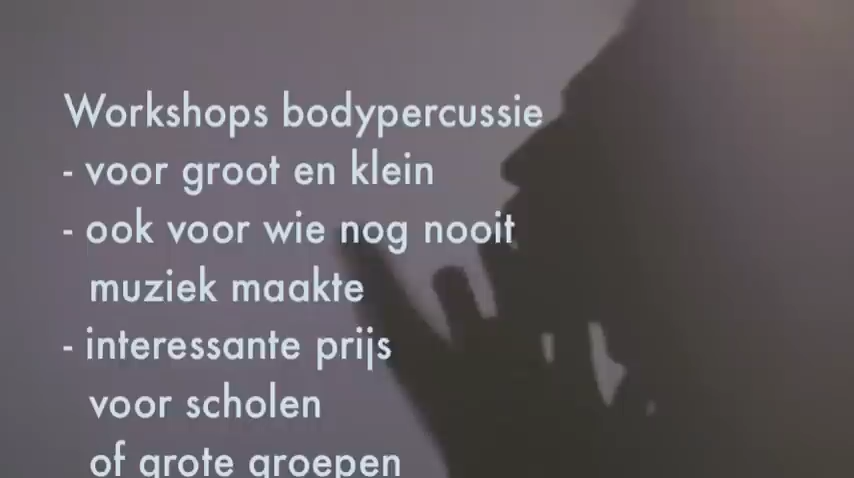 Workshops bodypercussie
- voor groot en klein
- ook voor wie nog nooit
muziek maakte
- interessante prijs
voor scholen
of grote groepen